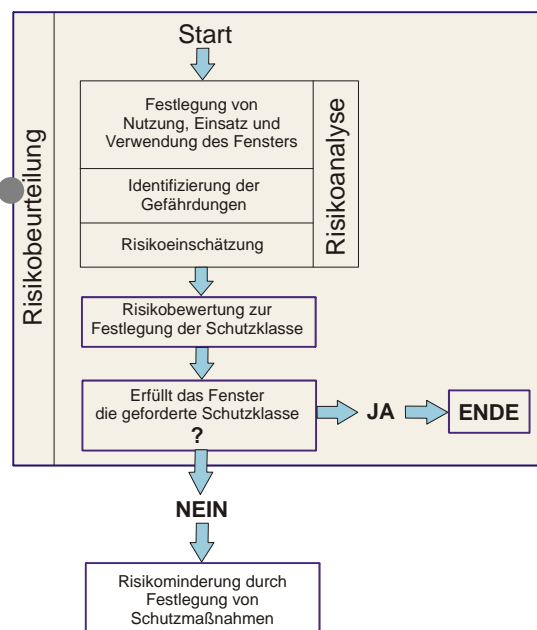 Risikobeurteilung
Start
Festlegung von
Nutzung, Einsatz und
Verwendung des Fensters
Identifizierung der
Gefährdungen
Risikoeinschätzung
Risikoanalyse
Risikobewertung zur
Festlegung der Schutzklasse
Erfüllt das Fenster
die geforderte Schutzklasse
?
JA
ENDE
NEIN
Risikominderung durch
Festlegung von
Schutzmaßnahmen